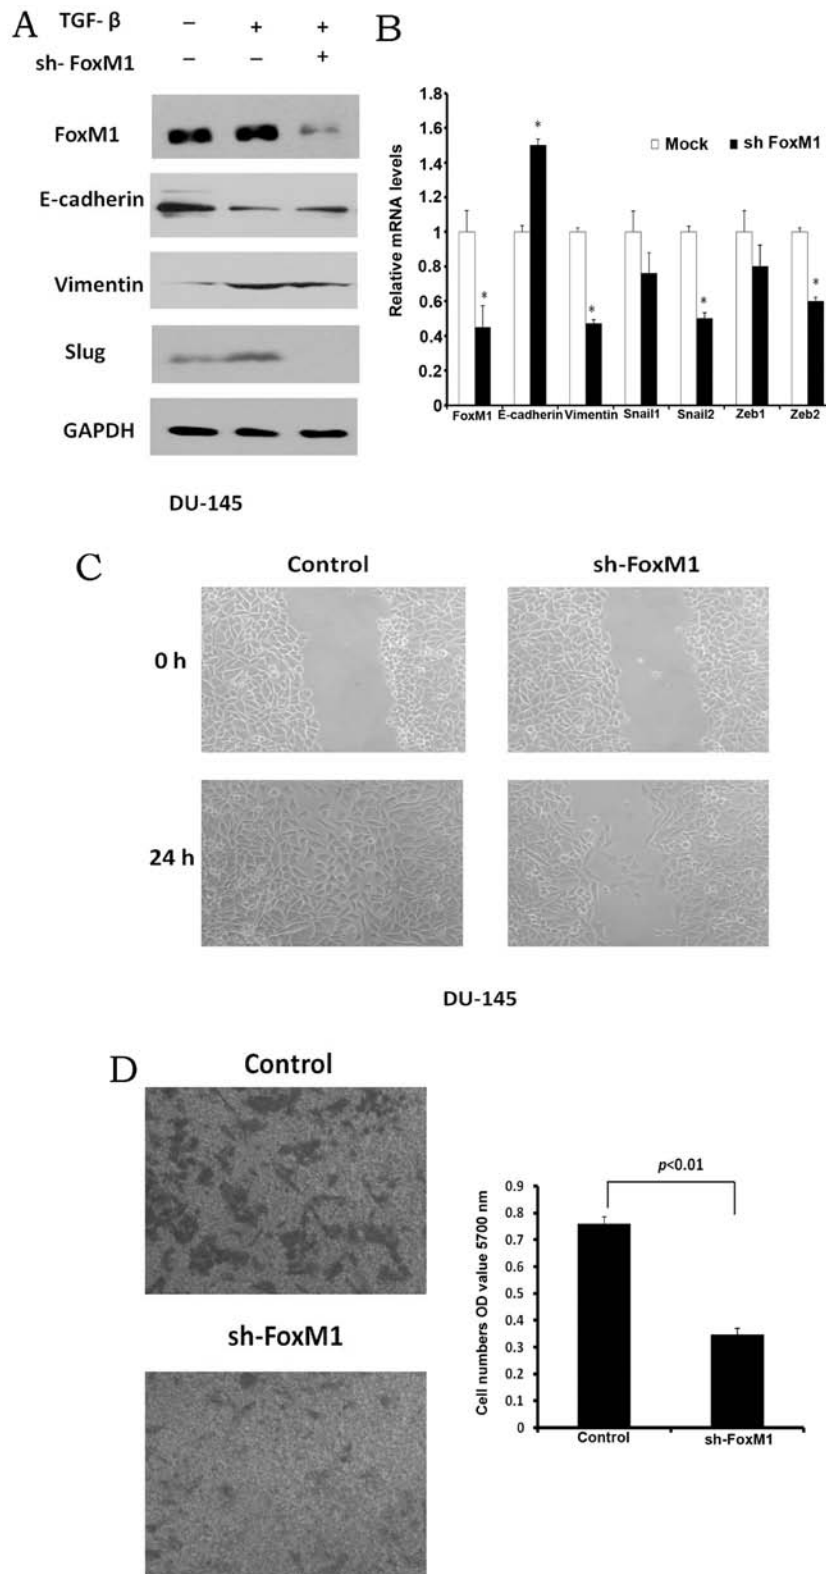 A
TGF- β − + +
sh- FoxM1 − − +
FoxM1
E-cadherin
Vimentin
Slug
GAPDH
DU-145
B
1.8
1.6
1.4
1.2
1
0.8
0.6
0.4
0.2
0
Relative mRNA levels
Mock sh FoxM1
* * * * *
FoxM1 E-cadherin Vimentin Snail1 Snail2 Zeb1 Zeb2
C
Control sh-FoxM1
0 h
24 h
DU-145
D
Control
sh-FoxM1
p<0.01
0.9
0.8
0.7
0.6
0.5
0.4
0.3
0.2
0.1
0
Cell numbers OD value 5700 nm
Control sh-FoxM1